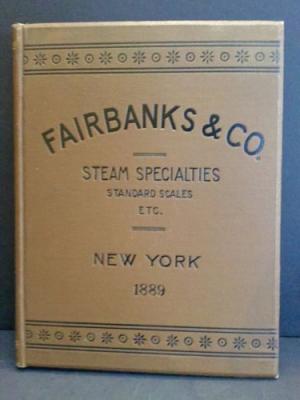 FAIRBANKS & CO.
STEAM SPECIALTIES
STANDARD SCALES
ETC.
NEW YORK
1889